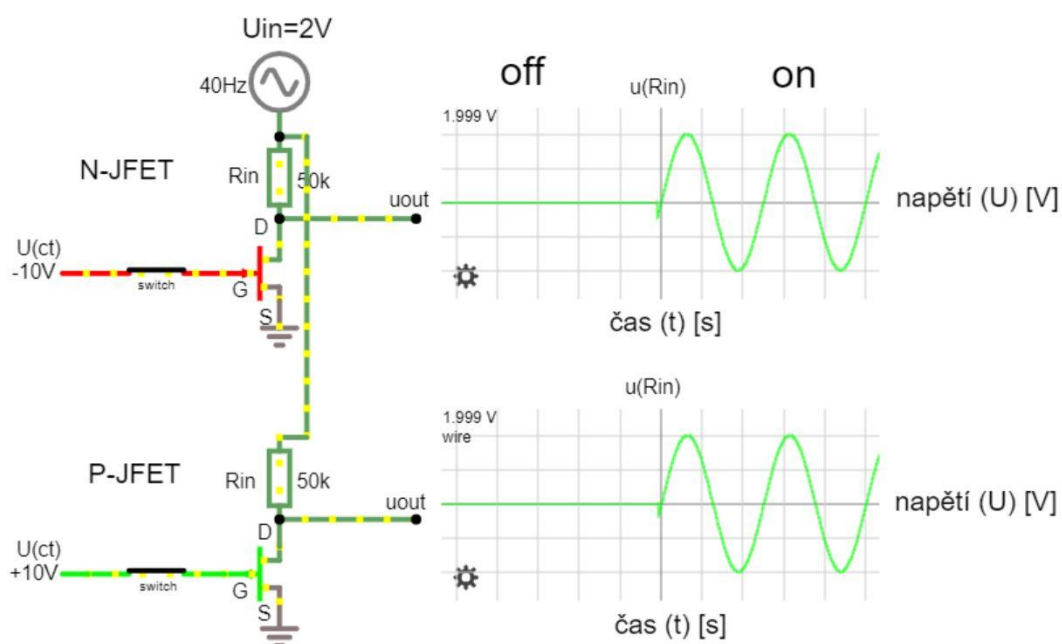 Uin=2V
40Hz
off
on
u(Rin)
1.999 V
N-JFET
Rin
50k
uout
napětí (U) [V]
D
U(ct)
-10V
switch
G
S
čas (t) [s]
u(Rin)
1.999 V
wire
P-JFET
Rin
50k
uout
napětí (U) [V]
D
U(ct)
+10V
switch
G
S
čas (t) [s]